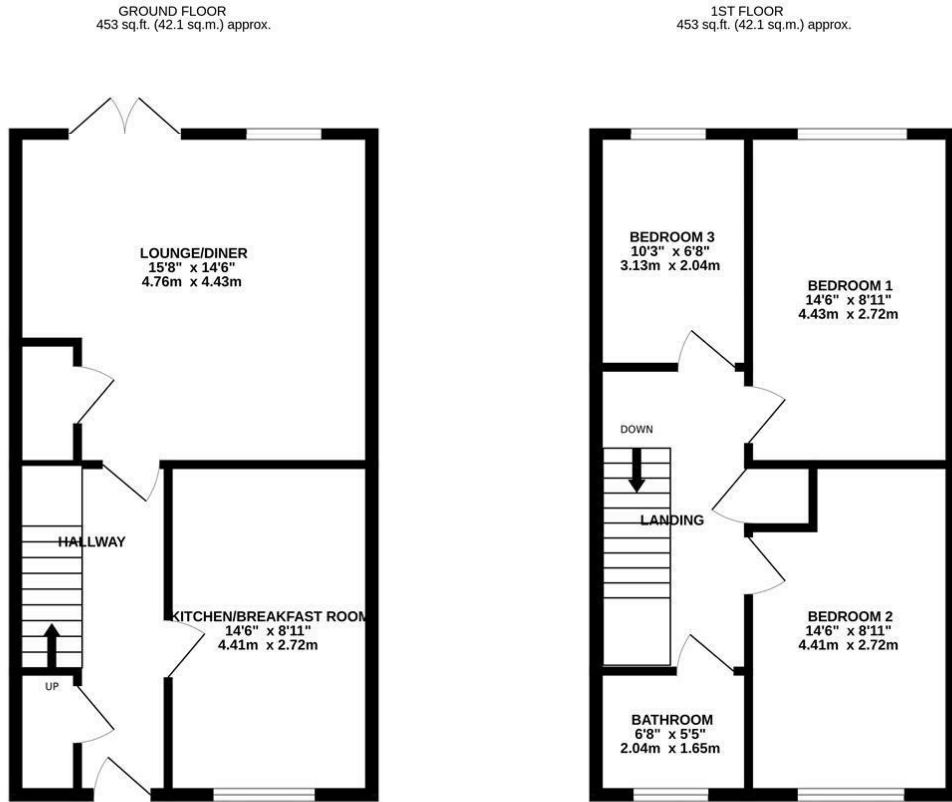 GROUND FLOOR
453 sq.ft. (42.1 sq.m.) approx.
LOUNGE/DINER
15'8" x 14'6"
4.76m x 4.43m
HALLWAY
KITCHEN/BREAKFAST ROOM
14'6" x 8'11"
4.41m x 2.72m
UP
1ST FLOOR
453 sq.ft. (42.1 sq.m.) approx.
BEDROOM 3
10'3" x 6'8"
3.13m x 2.04m
BEDROOM 1
14'6" x 8'11"
4.43m x 2.72m
DOWN
LANDING
BEDROOM 2
14'6" x 8'11"
4.41m x 2.72m
BATHROOM
6'8" x 5'5"
2.04m x 1.65m